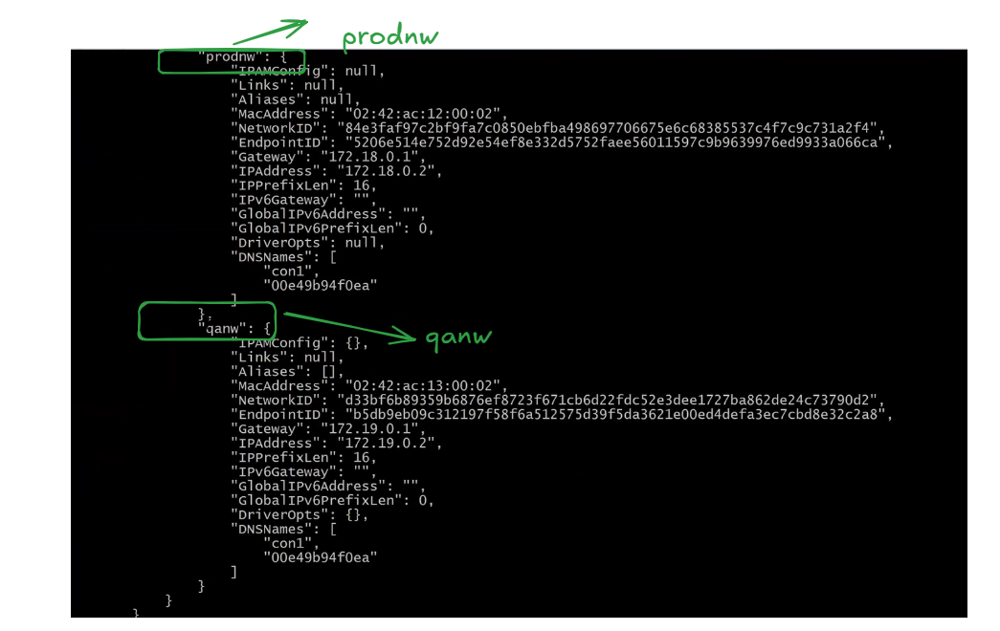 prodnw
"prodnw": {
"IPAMConfig": null,
"Links": null,
"Aliases": null,
"MacAddress": "02:42:ac:12:00:02",
"NetworkID": "84e3faf97c2bf9fa7c0850ebfba498697706675e6c68385537c4f7c9c731a2f4",
"EndpointID": "5206e514e752d92e54ef8e332d5752faee56011597c9b9639976ed9933a066ca",
"Gateway": "172.18.0.1",
"IPAddress": "172.18.0.2",
"IPPrefixLen": 16,
"IPv6Gateway": "",
"GlobalIPv6Address": "",
"GlobalIPv6PrefixLen": 0,
"DriverOpts": null,
"DNSNames": [
"con1",
"00e49b94f0ea"
]
},
"qanw": {
qanw
"IPAMConfig": {},
"Links": null,
"Aliases": [],
"MacAddress": "02:42:ac:13:00:02",
"NetworkID": "d33bf6b89359b6876ef8723f671cb6d22fdc52e3dee1727ba862de24c73790d2",
"EndpointID": "b5db9eb09c312197f58f6a512575d39f5da3621e00ed4defa3ec7cbd8e32c2a8",
"Gateway": "172.19.0.1",
"IPAddress": "172.19.0.2",
"IPPrefixLen": 16,
"IPv6Gateway": "",
"GlobalIPv6Address": "",
"GlobalIPv6PrefixLen": 0,
"DriverOpts": {},
"DNSNames": [
"con1",
"00e49b94f0ea"
]
}
}
}